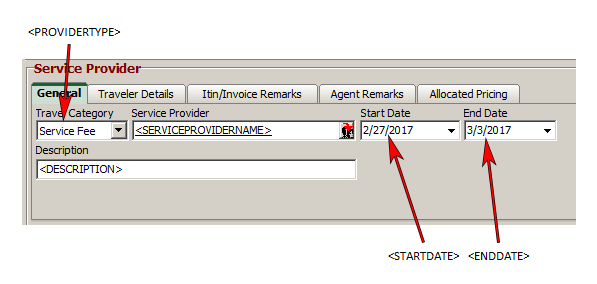 <PROVIDERTYPE>
Service Provider
General Traveler Details Itin/Invoice Remarks Agent Remarks Allocated Pricing
Travel Category Service Provider Start Date End Date
Service Fee <SERVICEPROVIDERNAME> 2/27/2017 3/3/2017
Description
<DESCRIPTION>
<STARTDATE> <ENDDATE>